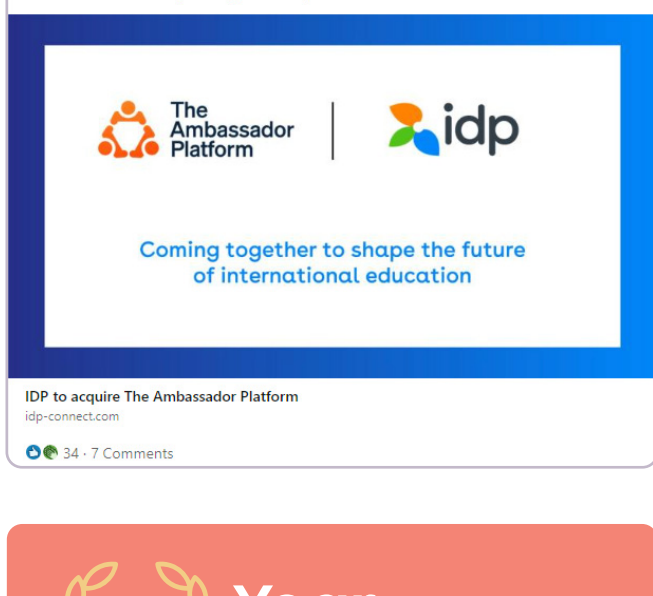 The
Ambassador
Platform
idp
Coming together to shape the future
of international education
IDP to acquire The Ambassador Platform
idp-connect.com
34 · 7 Comments